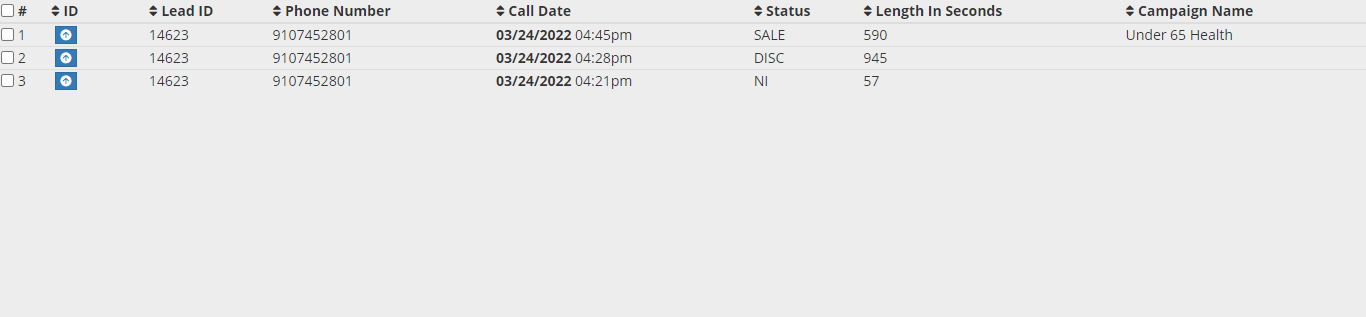 # ID Lead ID Phone Number Call Date Status Length In Seconds Campaign Name
1 14623 9107452801 03/24/2022 04:45pm SALE 590 Under 65 Health
2 14623 9107452801 03/24/2022 04:28pm DISC 945
3 14623 9107452801 03/24/2022 04:21pm NI 57